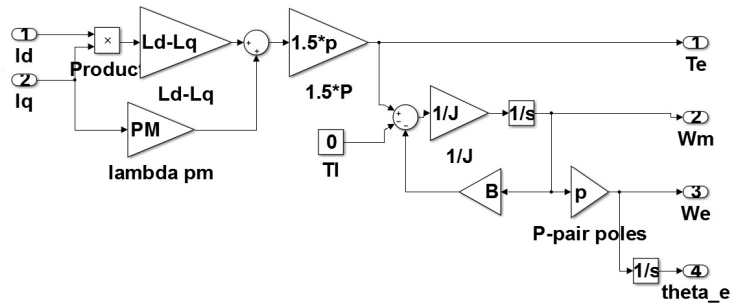 1
Id
2
Iq
×
Product
Ld-Lq
Ld-Lq
PM
lambda pm
+
+
1.5*p
1.5*P
1
Te
+
−
−
0
Tl
1/J
1/J
1/s
2
Wm
B
p
P-pair poles
3
We
1/s
4
theta_e